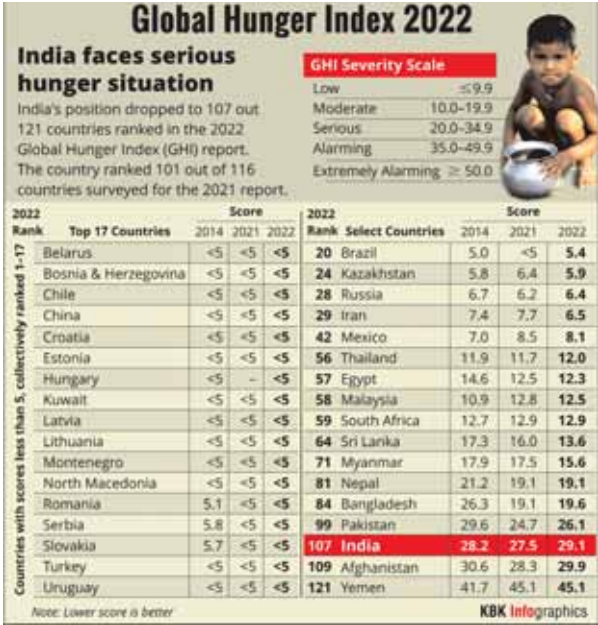 Global Hunger Index 2022
India faces serious
hunger situation
India's position dropped to 107 out
121 countries ranked in the 2022
Global Hunger Index (GHI) report.
The country ranked 101 out of 116
countries surveyed for the 2021 report.
GHI Severity Scale
Low ≤9.9
Moderate 10.0–19.9
Serious 20.0–34.9
Alarming 35.0–49.9
Extremely Alarming ≥ 50.0
2022 Score
Rank Top 17 Countries 2014 2021 2022
Countries with scores less than 5, collectively ranked 1-17
Belarus <5 <5 <5
Bosnia & Herzegovina <5 <5 <5
Chile <5 <5 <5
China <5 <5 <5
Croatia <5 <5 <5
Estonia <5 <5 <5
Hungary <5 – <5
Kuwait <5 <5 <5
Latvia <5 <5 <5
Lithuania <5 <5 <5
Montenegro <5 <5 <5
North Macedonia <5 <5 <5
Romania 5.1 <5 <5
Serbia 5.8 <5 <5
Slovakia 5.7 <5 <5
Turkey <5 <5 <5
Uruguay <5 <5 <5
Note: Lower score is better
2022 Score
Rank Select Countries 2014 2021 2022
20 Brazil 5.0 <5 5.4
24 Kazakhstan 5.8 6.4 5.9
28 Russia 6.7 6.2 6.4
29 Iran 7.4 7.7 6.5
42 Mexico 7.0 8.5 8.1
56 Thailand 11.9 11.7 12.0
57 Egypt 14.6 12.5 12.3
58 Malaysia 10.9 12.8 12.5
59 South Africa 12.7 12.9 12.9
64 Sri Lanka 17.3 16.0 13.6
71 Myanmar 17.9 17.5 15.6
81 Nepal 21.2 19.1 19.1
84 Bangladesh 26.3 19.1 19.6
99 Pakistan 29.6 24.7 26.1
107 India 28.2 27.5 29.1
109 Afghanistan 30.6 28.3 29.9
121 Yemen 41.7 45.1 45.1
KBK Infographics